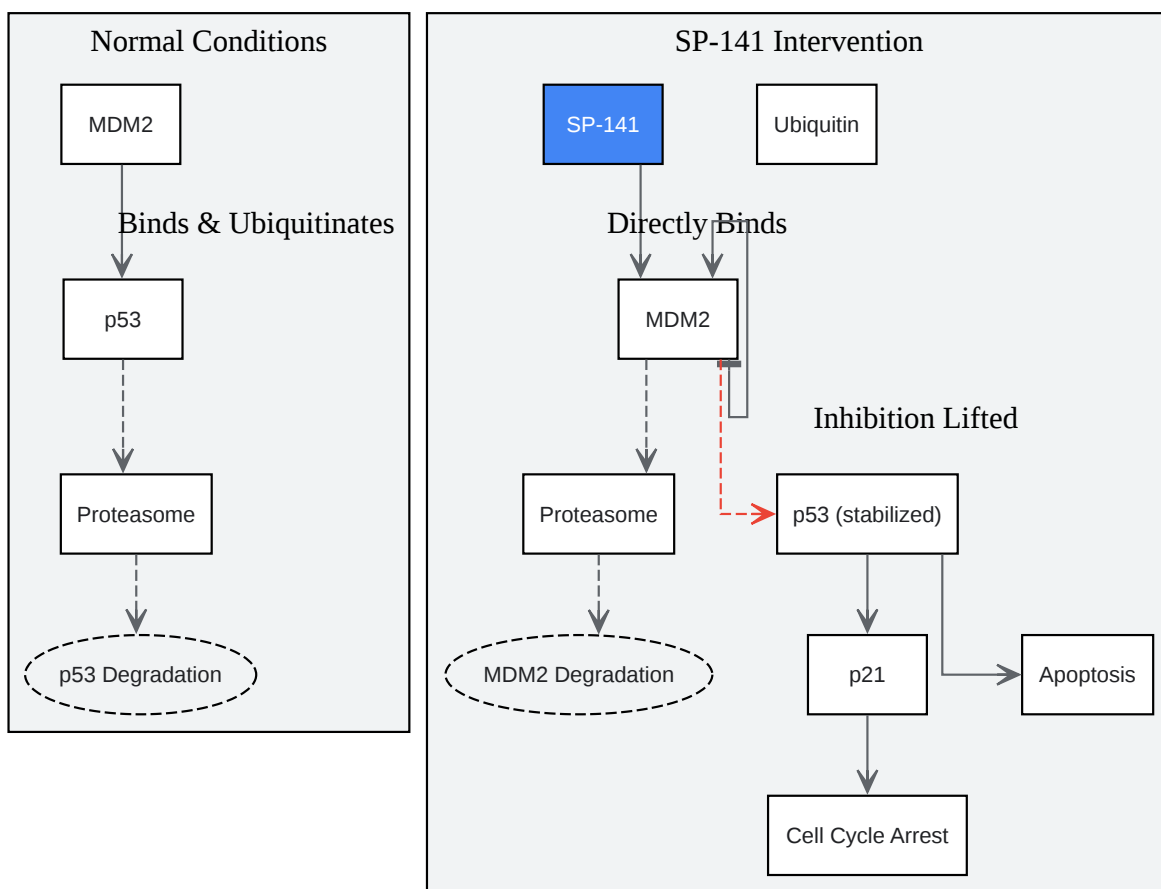 Normal Conditions
MDM2
Binds & Ubiquitinates
p53
Proteasome
p53 Degradation
SP-141 Intervention
SP-141
Ubiquitin
Directly Binds
MDM2
Inhibition Lifted
Proteasome
p53 (stabilized)
MDM2 Degradation
p21
Apoptosis
Cell Cycle Arrest